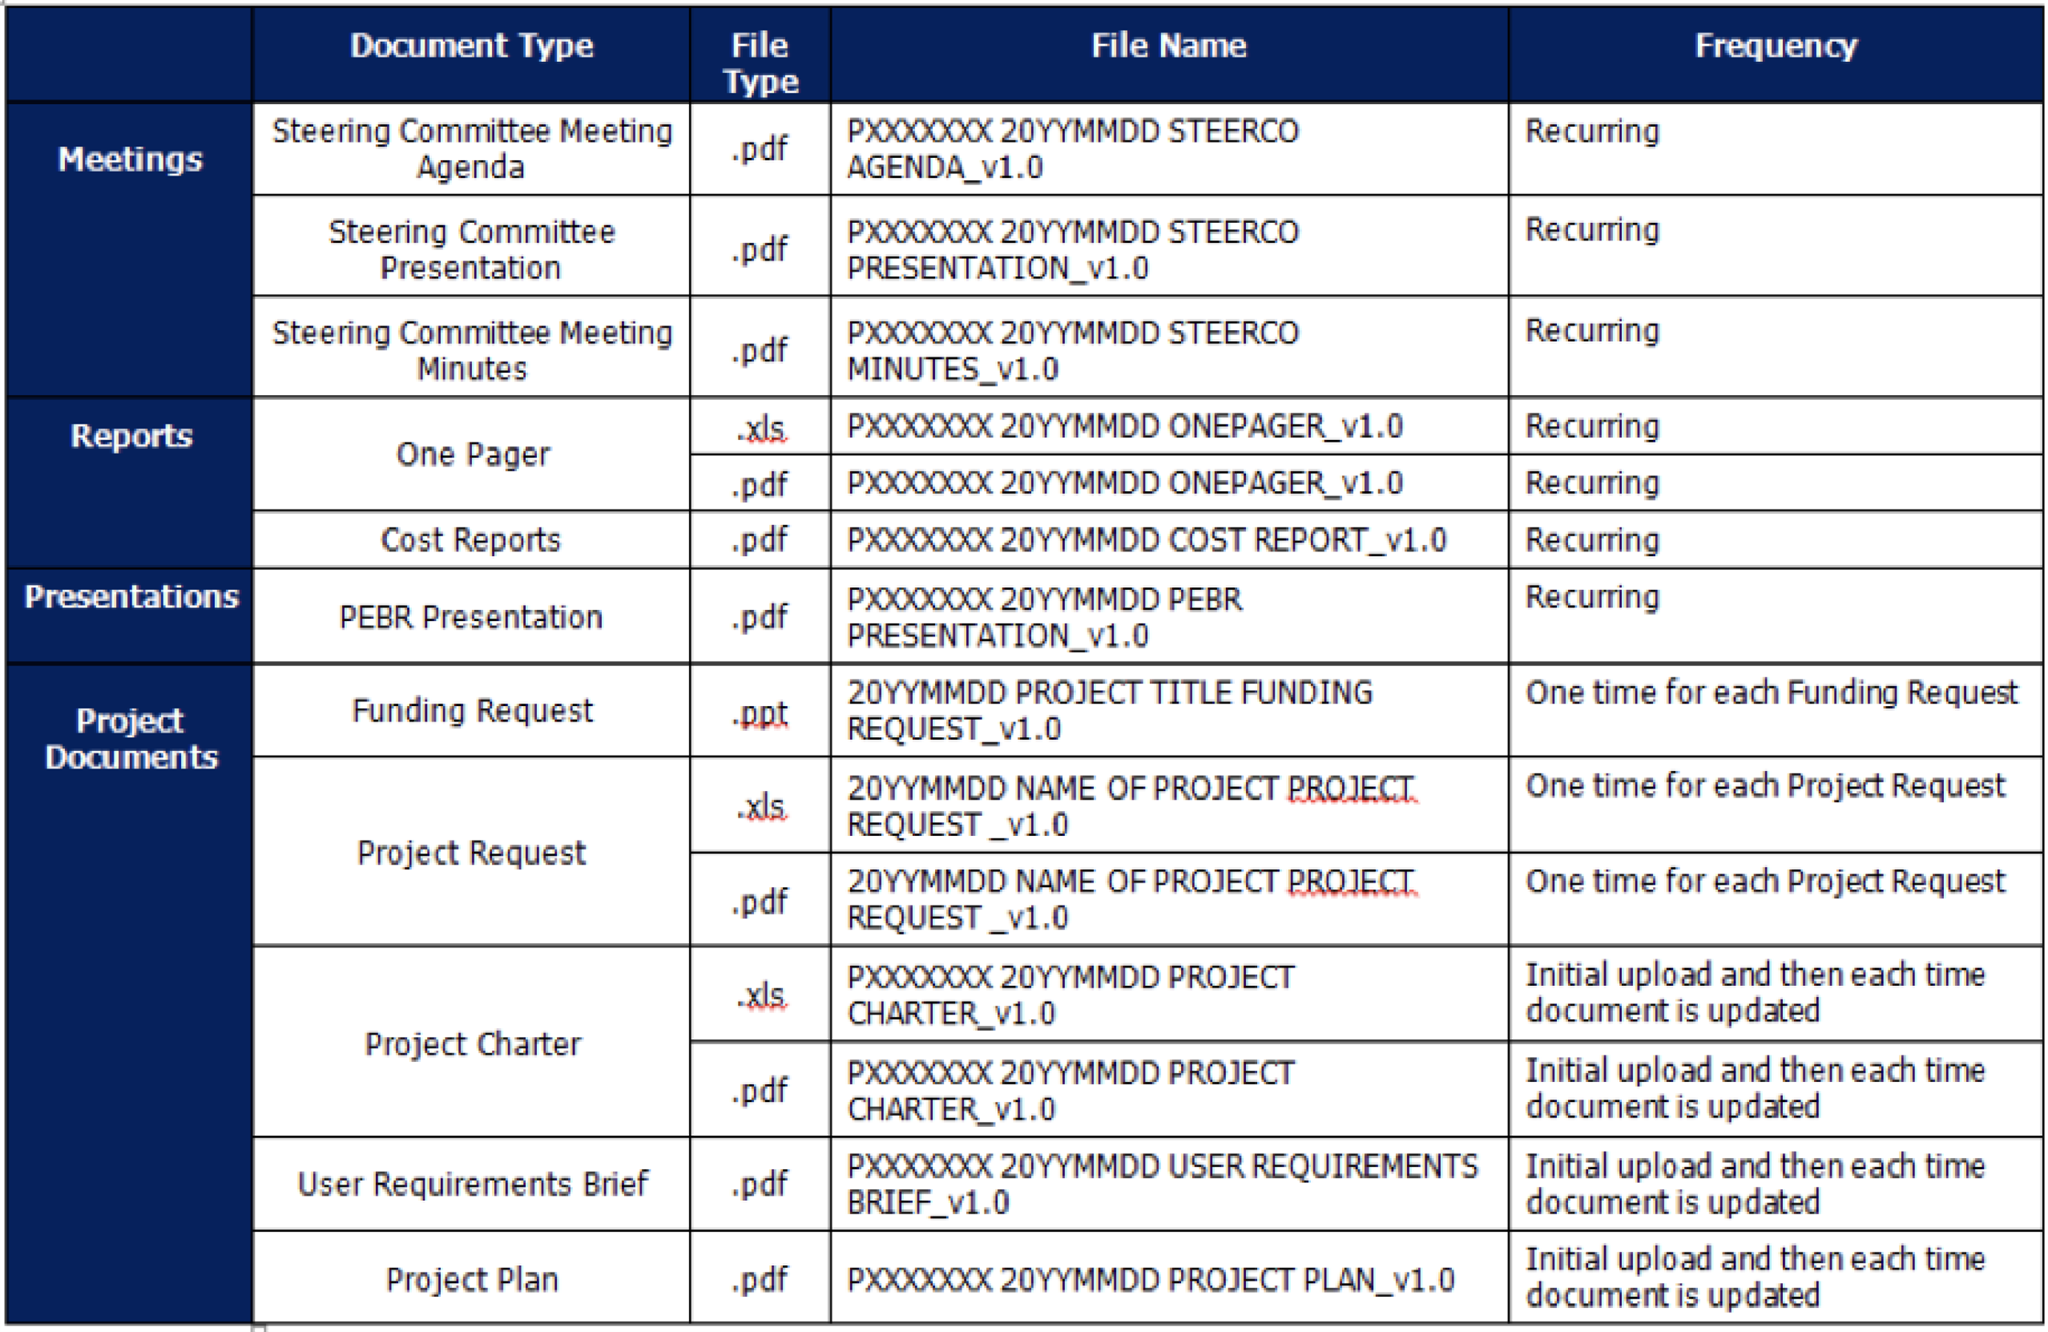 Document Type
File
Type
File Name
Frequency
Meetings
Steering Committee Meeting
Agenda
.pdf
PXXXXXXX 20YYMMDD STEERCO
AGENDA_v1.0
Recurring
Steering Committee
Presentation
.pdf
PXXXXXXX 20YYMMDD STEERCO
PRESENTATION_v1.0
Recurring
Steering Committee Meeting
Minutes
.pdf
PXXXXXXX 20YYMMDD STEERCO
MINUTES_v1.0
Recurring
Reports
One Pager
.xls
PXXXXXXX 20YYMMDD ONEPAGER_v1.0
Recurring
.pdf
PXXXXXXX 20YYMMDD ONEPAGER_v1.0
Recurring
Cost Reports
.pdf
PXXXXXXX 20YYMMDD COST REPORT_v1.0
Recurring
Presentations
PEBR Presentation
.pdf
PXXXXXXX 20YYMMDD PEBR
PRESENTATION_v1.0
Recurring
Project
Documents
Funding Request
.ppt
20YYMMDD PROJECT TITLE FUNDING
REQUEST_v1.0
One time for each Funding Request
Project Request
.xls
20YYMMDD NAME OF PROJECT PROJECT
REQUEST _v1.0
One time for each Project Request
.pdf
20YYMMDD NAME OF PROJECT PROJECT
REQUEST _v1.0
One time for each Project Request
Project Charter
.xls
PXXXXXXX 20YYMMDD PROJECT
CHARTER_v1.0
Initial upload and then each time
document is updated
.pdf
PXXXXXXX 20YYMMDD PROJECT
CHARTER_v1.0
Initial upload and then each time
document is updated
User Requirements Brief
.pdf
PXXXXXXX 20YYMMDD USER REQUIREMENTS
BRIEF_v1.0
Initial upload and then each time
document is updated
Project Plan
.pdf
PXXXXXXX 20YYMMDD PROJECT PLAN_v1.0
Initial upload and then each time
document is updated